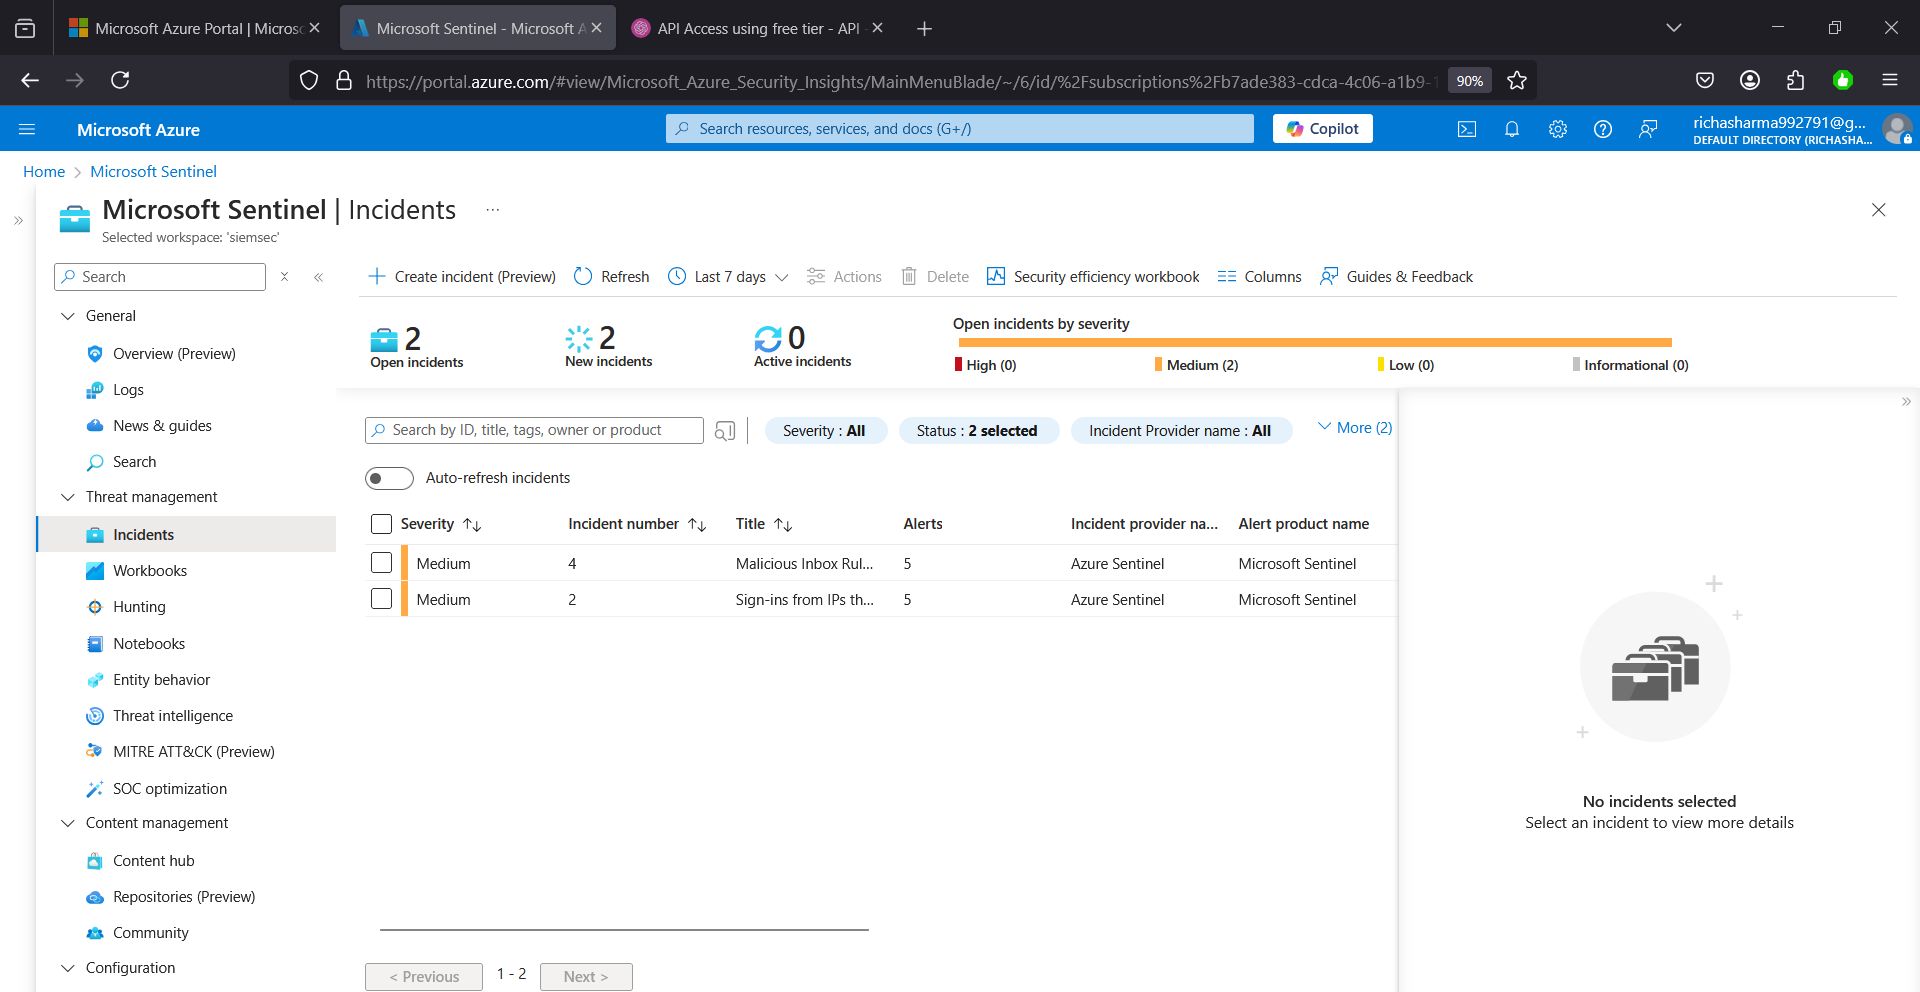 Microsoft Azure Portal | Micros
Microsoft Sentinel - Microsoft A
API Access using free tier - API
https://portal.azure.com/#view/Microsoft_Azure_Security_Insights/MainMenuBlade/~/6/id/%2Fsubscriptions%2Fb7ade383-cdca-4c06-a1b9-1
90%
Microsoft Azure
Search resources, services, and docs (G+/)
Copilot
richasharma992791@g...
DEFAULT DIRECTORY (RICHASHA...
Home > Microsoft Sentinel
Microsoft Sentinel | Incidents ...
Selected workspace: 'siemsec'
Search
Create incident (Preview)
Refresh
Last 7 days
Actions
Delete
Security efficiency workbook
Columns
Guides & Feedback
General
Overview (Preview)
Logs
News & guides
Search
Threat management
Incidents
Workbooks
Hunting
Notebooks
Entity behavior
Threat intelligence
MITRE ATT&CK (Preview)
SOC optimization
Content management
Content hub
Repositories (Preview)
Community
Configuration
2
Open incidents
2
New incidents
0
Active incidents
Open incidents by severity
High (0)
Medium (2)
Low (0)
Informational (0)
Search by ID, title, tags, owner or product
Severity : All
Status : 2 selected
Incident Provider name : All
More (2)
Auto-refresh incidents
Severity ↑↓ Incident number ↑↓ Title ↑↓ Alerts Incident provider na... Alert product name
Medium 4 Malicious Inbox Rul... 5 Azure Sentinel Microsoft Sentinel
Medium 2 Sign-ins from IPs th... 5 Azure Sentinel Microsoft Sentinel
< Previous 1 - 2 Next >
No incidents selected
Select an incident to view more details